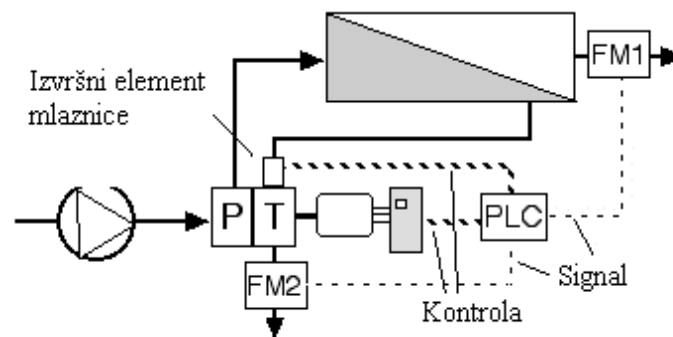 FM1
Izvršni element
mlaznice
P
T
PLC
FM2
Signal
Kontrola